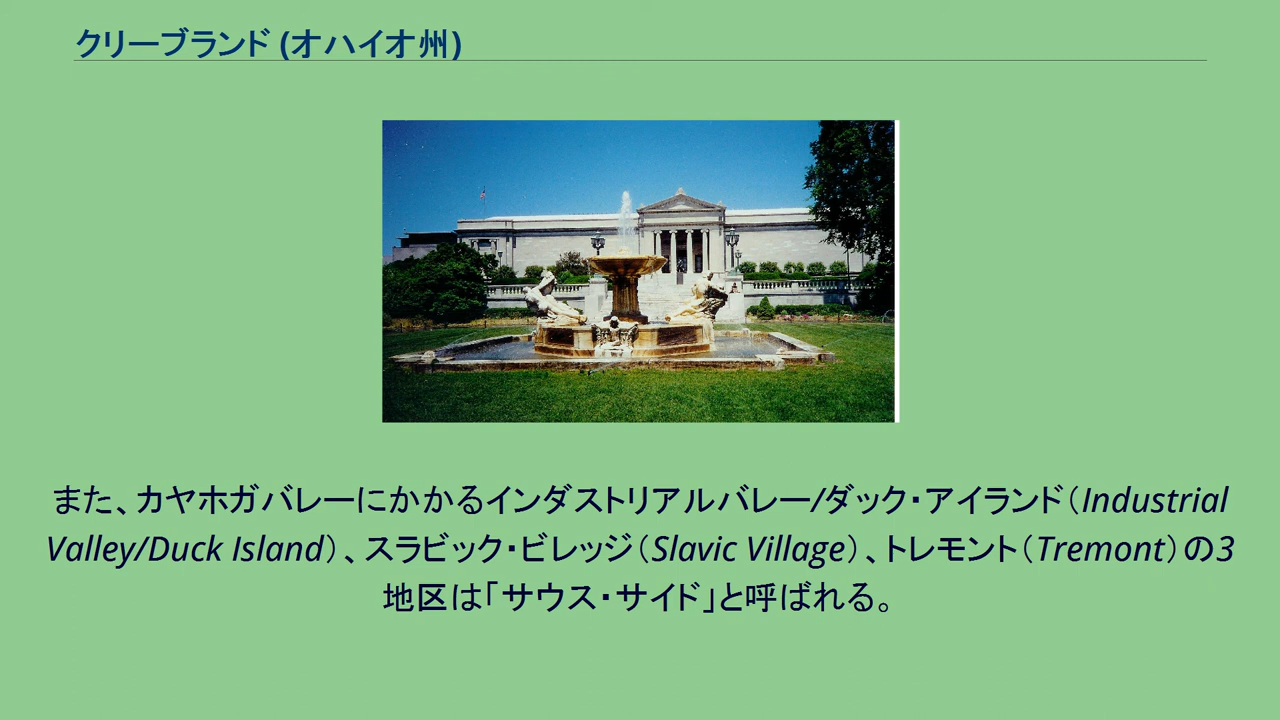 クリーブランド (オハイオ州)
また、カヤホガバレーにかかるインダストリアルバレー/ダック・アイランド（Industrial
Valley/Duck Island）、スラビック・ビレッジ（Slavic Village）、トレモント（Tremont）の3
地区は「サウス・サイド」と呼ばれる。